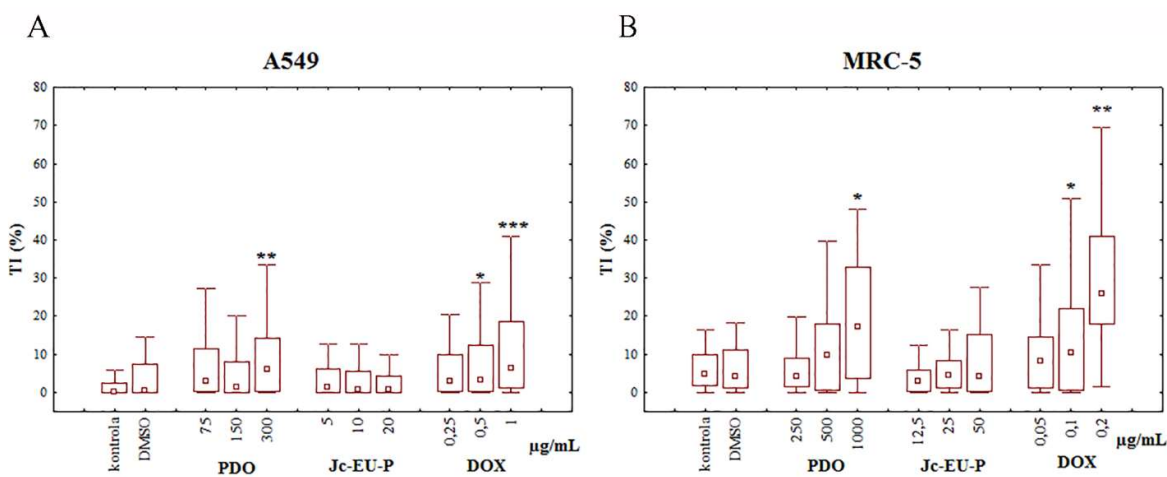 A
A549
TI (%)
80
70
60
50
40
30
20
10
0
**
*
***
kontrola
DMSO
75
150
300
5
10
20
0,25
0,5
1
µg/mL
PDO
Jc-EU-P
DOX
B
MRC-5
TI (%)
80
70
60
50
40
30
20
10
0
*
*
**
kontrola
DMSO
250
500
1000
12,5
25
50
0,05
0,1
0,2
µg/mL
PDO
Jc-EU-P
DOX